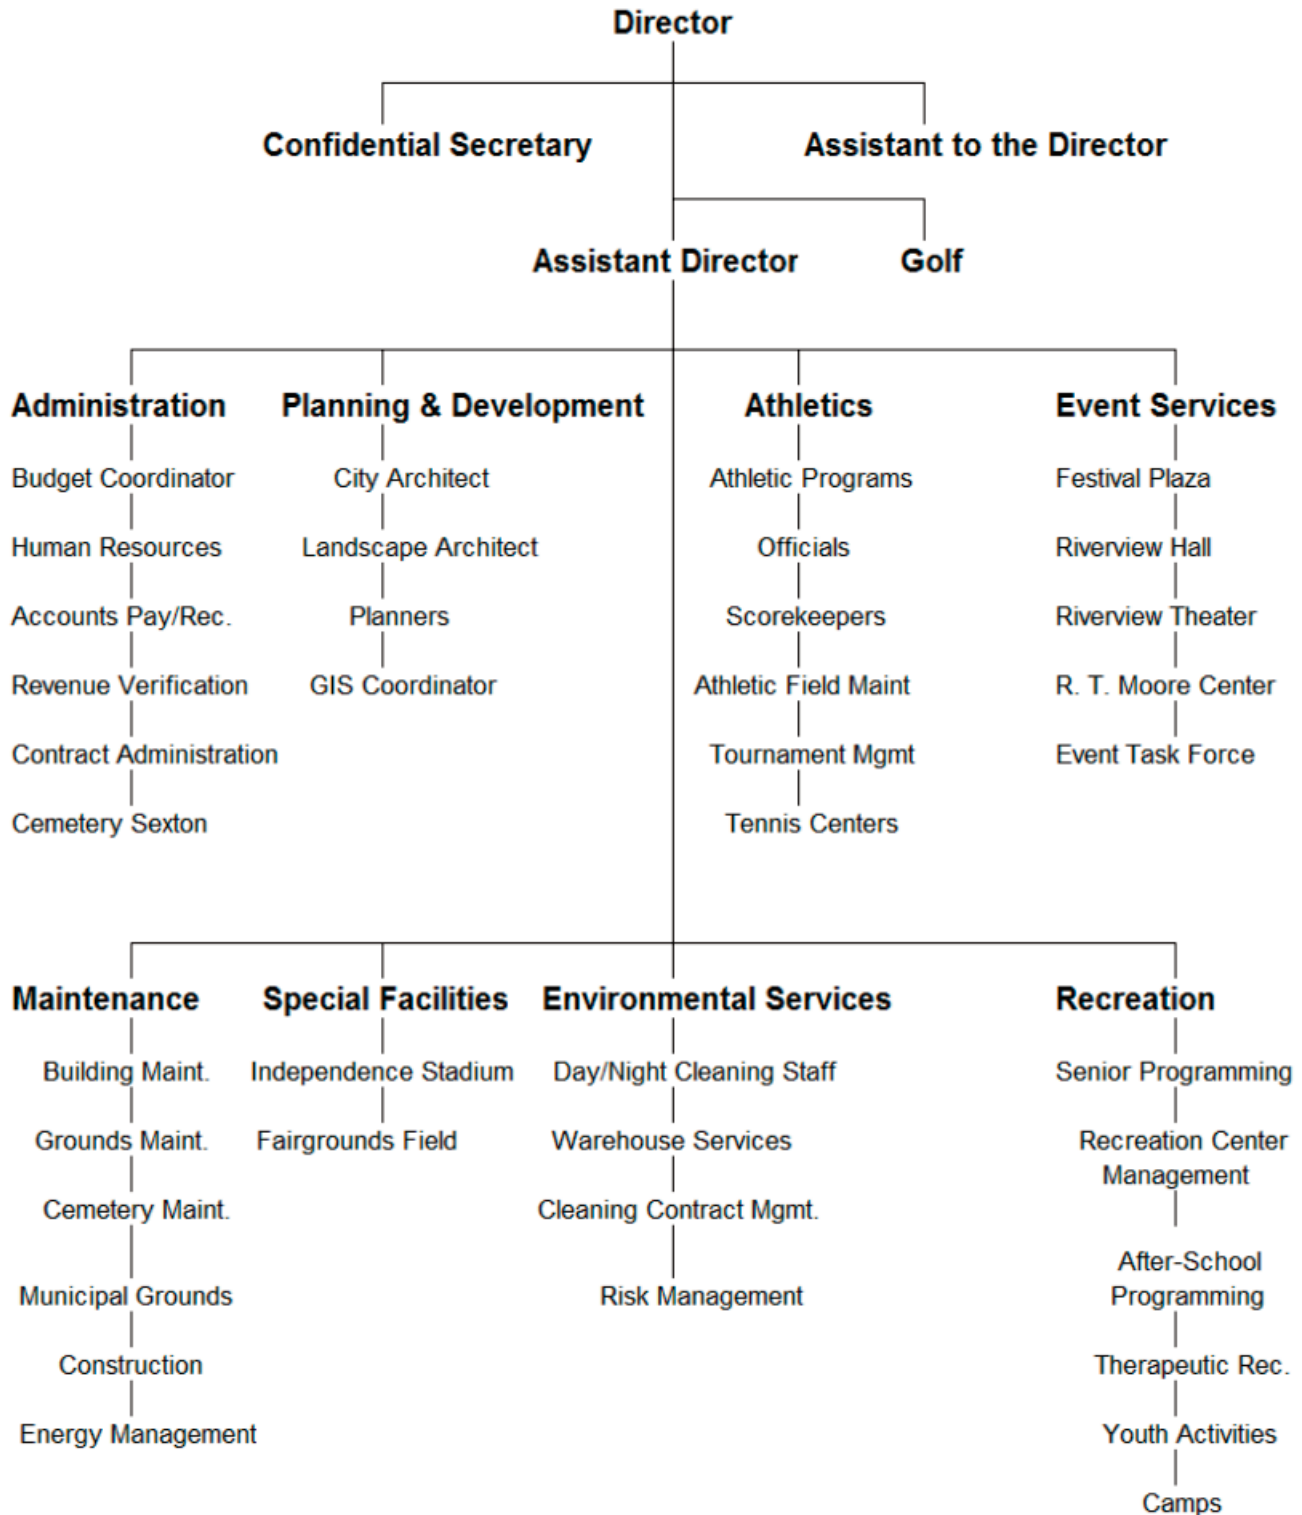 Director
Confidential Secretary
Assistant to the Director
Assistant Director
Golf
Administration
Budget Coordinator
Human Resources
Accounts Pay/Rec.
Revenue Verification
Contract Administration
Cemetery Sexton
Planning & Development
City Architect
Landscape Architect
Planners
GIS Coordinator
Athletics
Athletic Programs
Officials
Scorekeepers
Athletic Field Maint
Tournament Mgmt
Tennis Centers
Event Services
Festival Plaza
Riverview Hall
Riverview Theater
R. T. Moore Center
Event Task Force
Maintenance
Building Maint.
Grounds Maint.
Cemetery Maint.
Municipal Grounds
Construction
Energy Management
Special Facilities
Independence Stadium
Fairgrounds Field
Environmental Services
Day/Night Cleaning Staff
Warehouse Services
Cleaning Contract Mgmt.
Risk Management
Recreation
Senior Programming
Recreation Center
Management
After-School
Programming
Therapeutic Rec.
Youth Activities
Camps